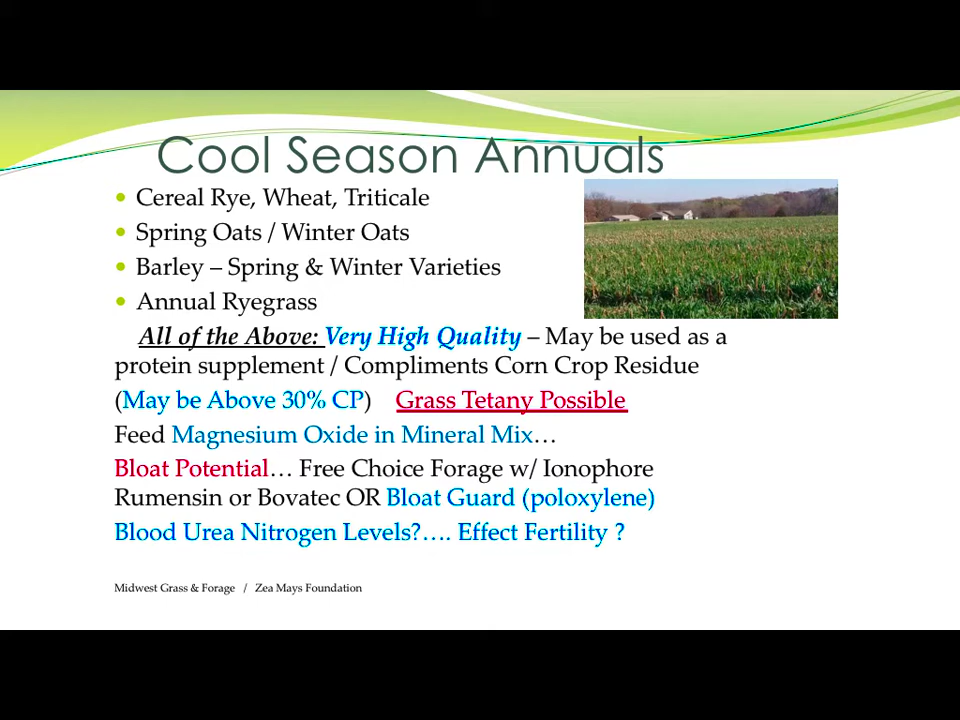 Cool Season Annuals
• Cereal Rye, Wheat, Triticale
• Spring Oats / Winter Oats
• Barley – Spring & Winter Varieties
• Annual Ryegrass
All of the Above: Very High Quality – May be used as a
protein supplement / Compliments Corn Crop Residue
(May be Above 30% CP) Grass Tetany Possible
Feed Magnesium Oxide in Mineral Mix…
Bloat Potential… Free Choice Forage w/ Ionophore
Rumensin or Bovatec OR Bloat Guard (poloxylene)
Blood Urea Nitrogen Levels?…. Effect Fertility ?
Midwest Grass & Forage / Zea Mays Foundation